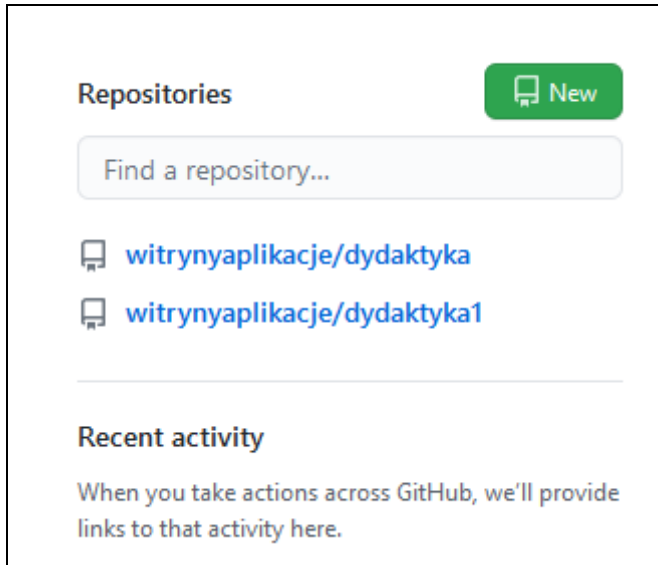 Repositories
New
Find a repository...
witrynyaplikacje/dydaktyka
witrynyaplikacje/dydaktyka1
Recent activity
When you take actions across GitHub, we'll provide
links to that activity here.